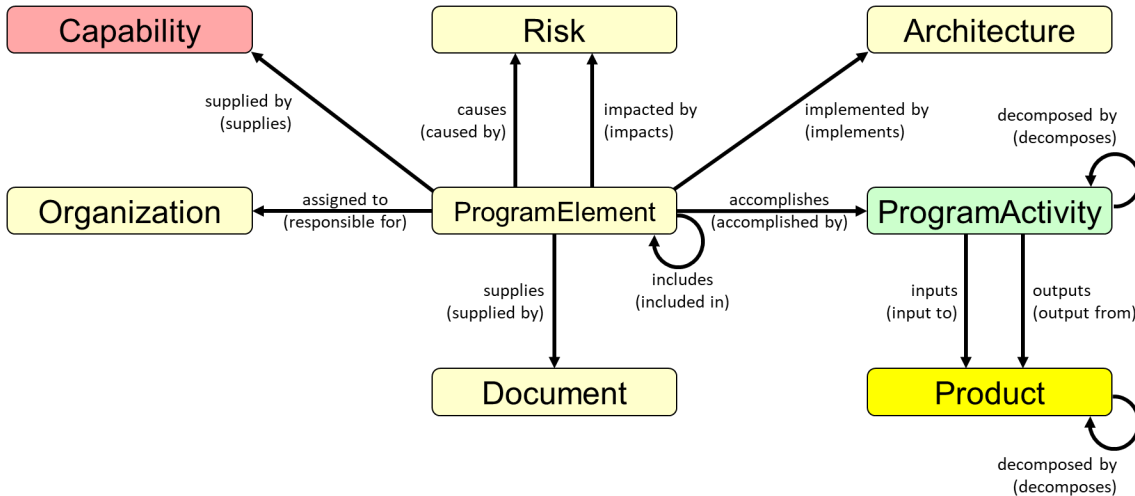 Capability
Risk
Architecture
supplied by
(supplies)
causes
(caused by)
impacted by
(impacts)
implemented by
(implements)
decomposed by
(decomposes)
Organization
assigned to
(responsible for)
ProgramElement
accomplishes
(accomplished by)
ProgramActivity
includes
(included in)
supplies
(supplied by)
inputs
(input to)
outputs
(output from)
Document
Product
decomposed by
(decomposes)